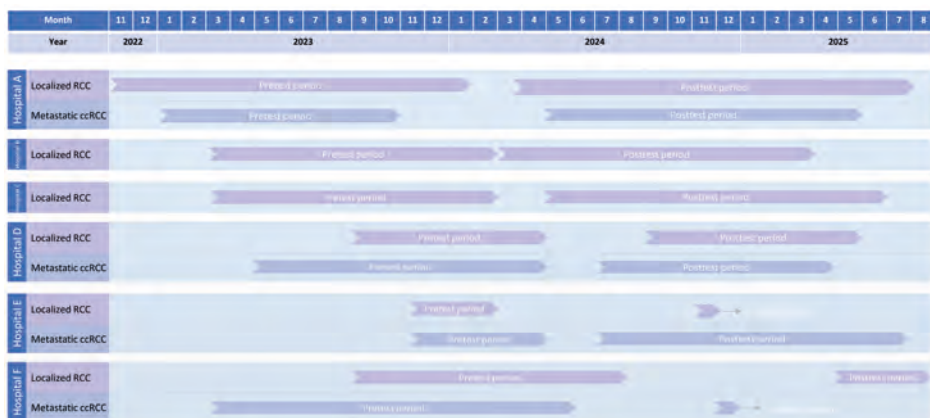 Month 11 12 1 2 3 4 5 6 7 8 9 10 11 12 1 2 3 4 5 6 7 8 9 10 11 12 1 2 3 4 5 6 7 8
Year 2022 2023 2024 2025
Hospital A
Localized RCC Pretest period Posttest period
Metastatic ccRCC Pretest period Posttest period
Hospital B
Localized RCC Pretest period Posttest period
Hospital C
Localized RCC Pretest period Posttest period
Hospital D
Localized RCC Pretest period Posttest period
Metastatic ccRCC Pretest period Posttest period
Hospital E
Localized RCC Pretest period
Metastatic ccRCC Pretest period Posttest period
Hospital F
Localized RCC Pretest period Posttest period
Metastatic ccRCC Pretest period